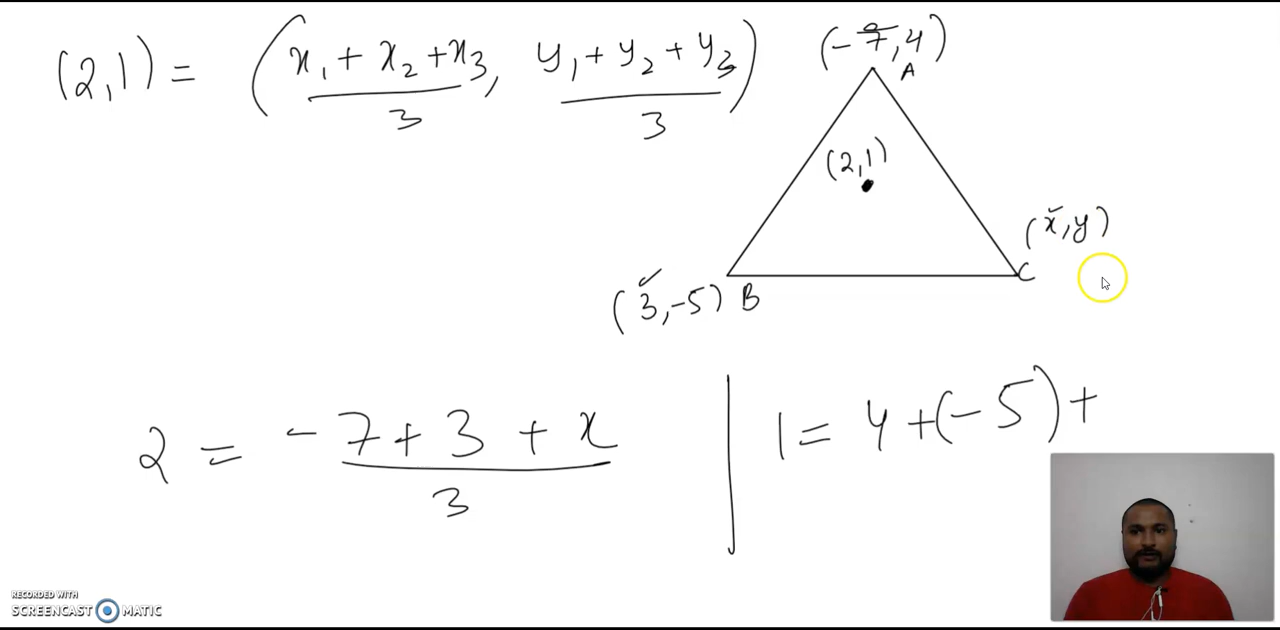 (2,1) = (x₁ + x₂ + x₃ / 3, y₁ + y₂ + y₃ / 3)
(-7,4)
A
(2,1)
(x,y)
C
(3,-5) B
2 = -7+3+x / 3
1 = 4+(-5)+
RECORDED WITH
SCREENCAST MATIC